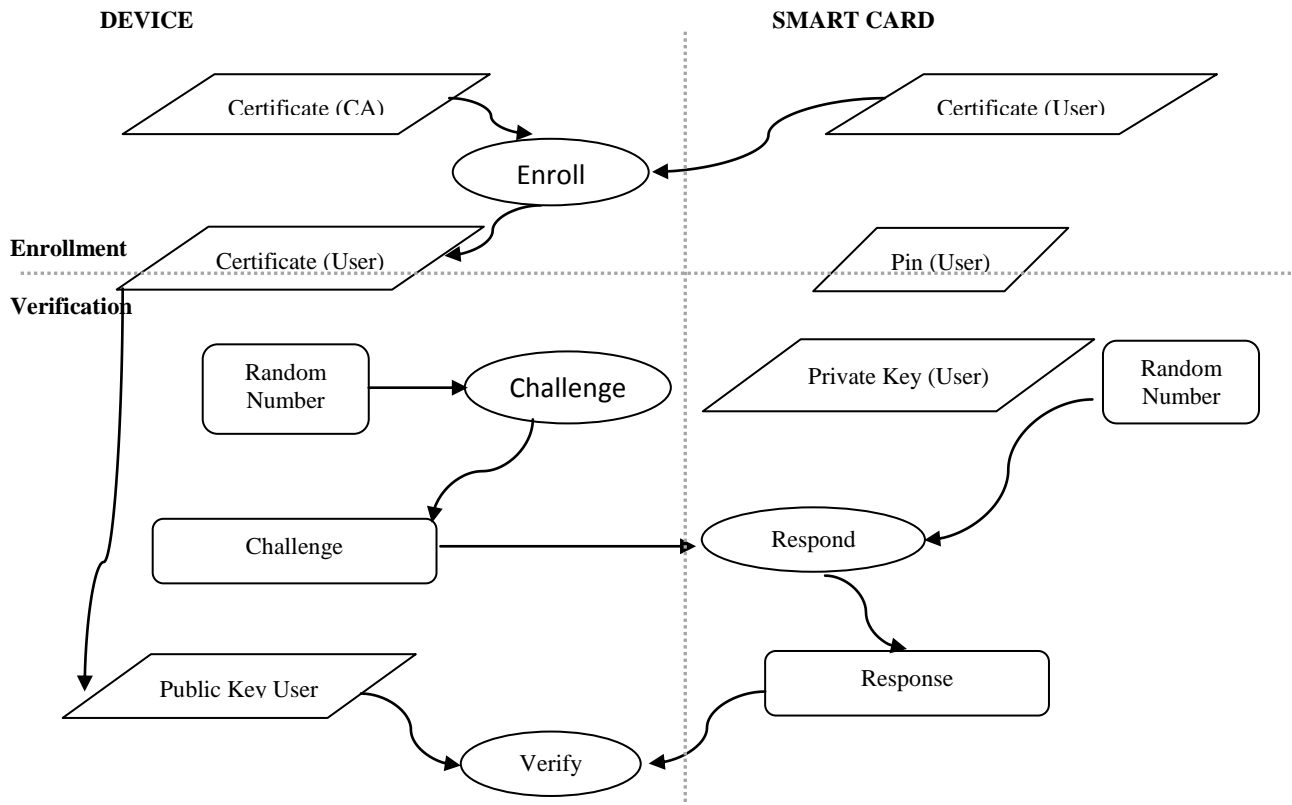 DEVICE
SMART CARD
Certificate (CA)
Certificate (User)
Enroll
Enrollment
Certificate (User)
Pin (User)
Verification
Random
Number
Challenge
Private Key (User)
Random
Number
Challenge
Respond
Public Key User
Response
Verify